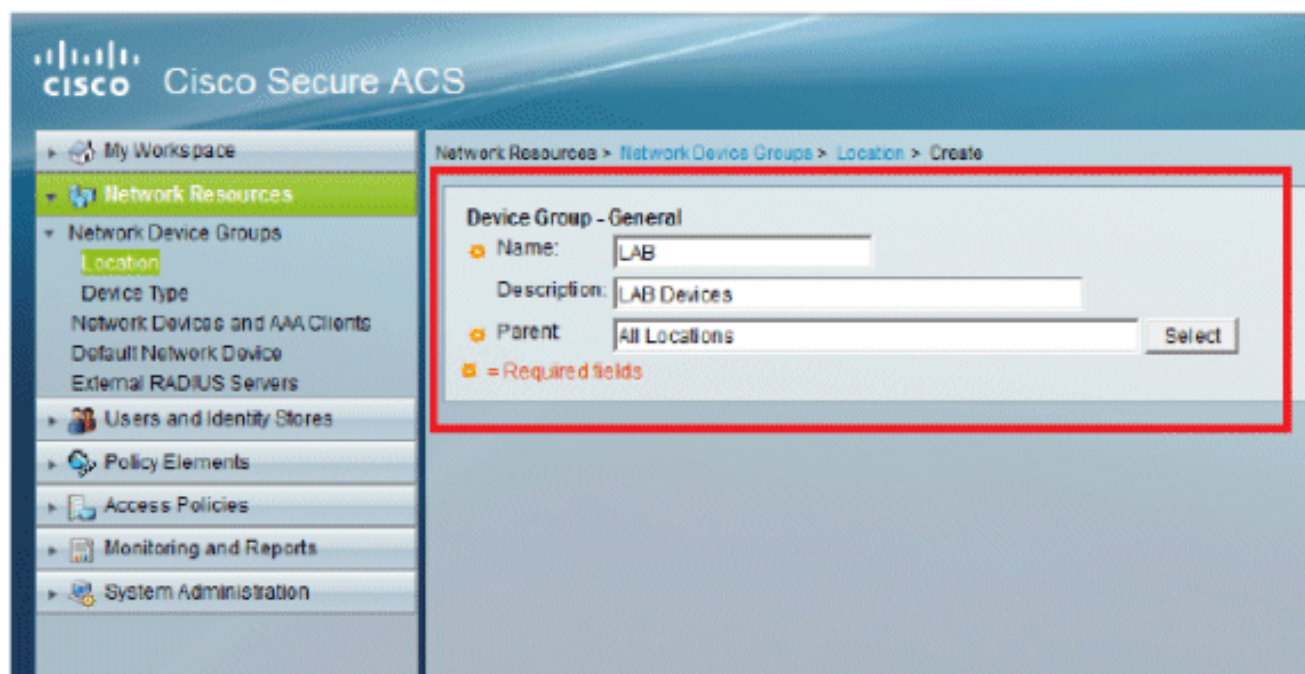 CISCO Cisco Secure ACS
My Workspace
Network Resources
Network Device Groups
Location
Device Type
Network Devices and AAA Clients
Default Network Device
External RADIUS Servers
Users and Identity Stores
Policy Elements
Access Policies
Monitoring and Reports
System Administration
Network Resources > Network Device Groups > Location > Create
Device Group - General
Name: LAB
Description: LAB Devices
Parent All Locations Select
= Required fields